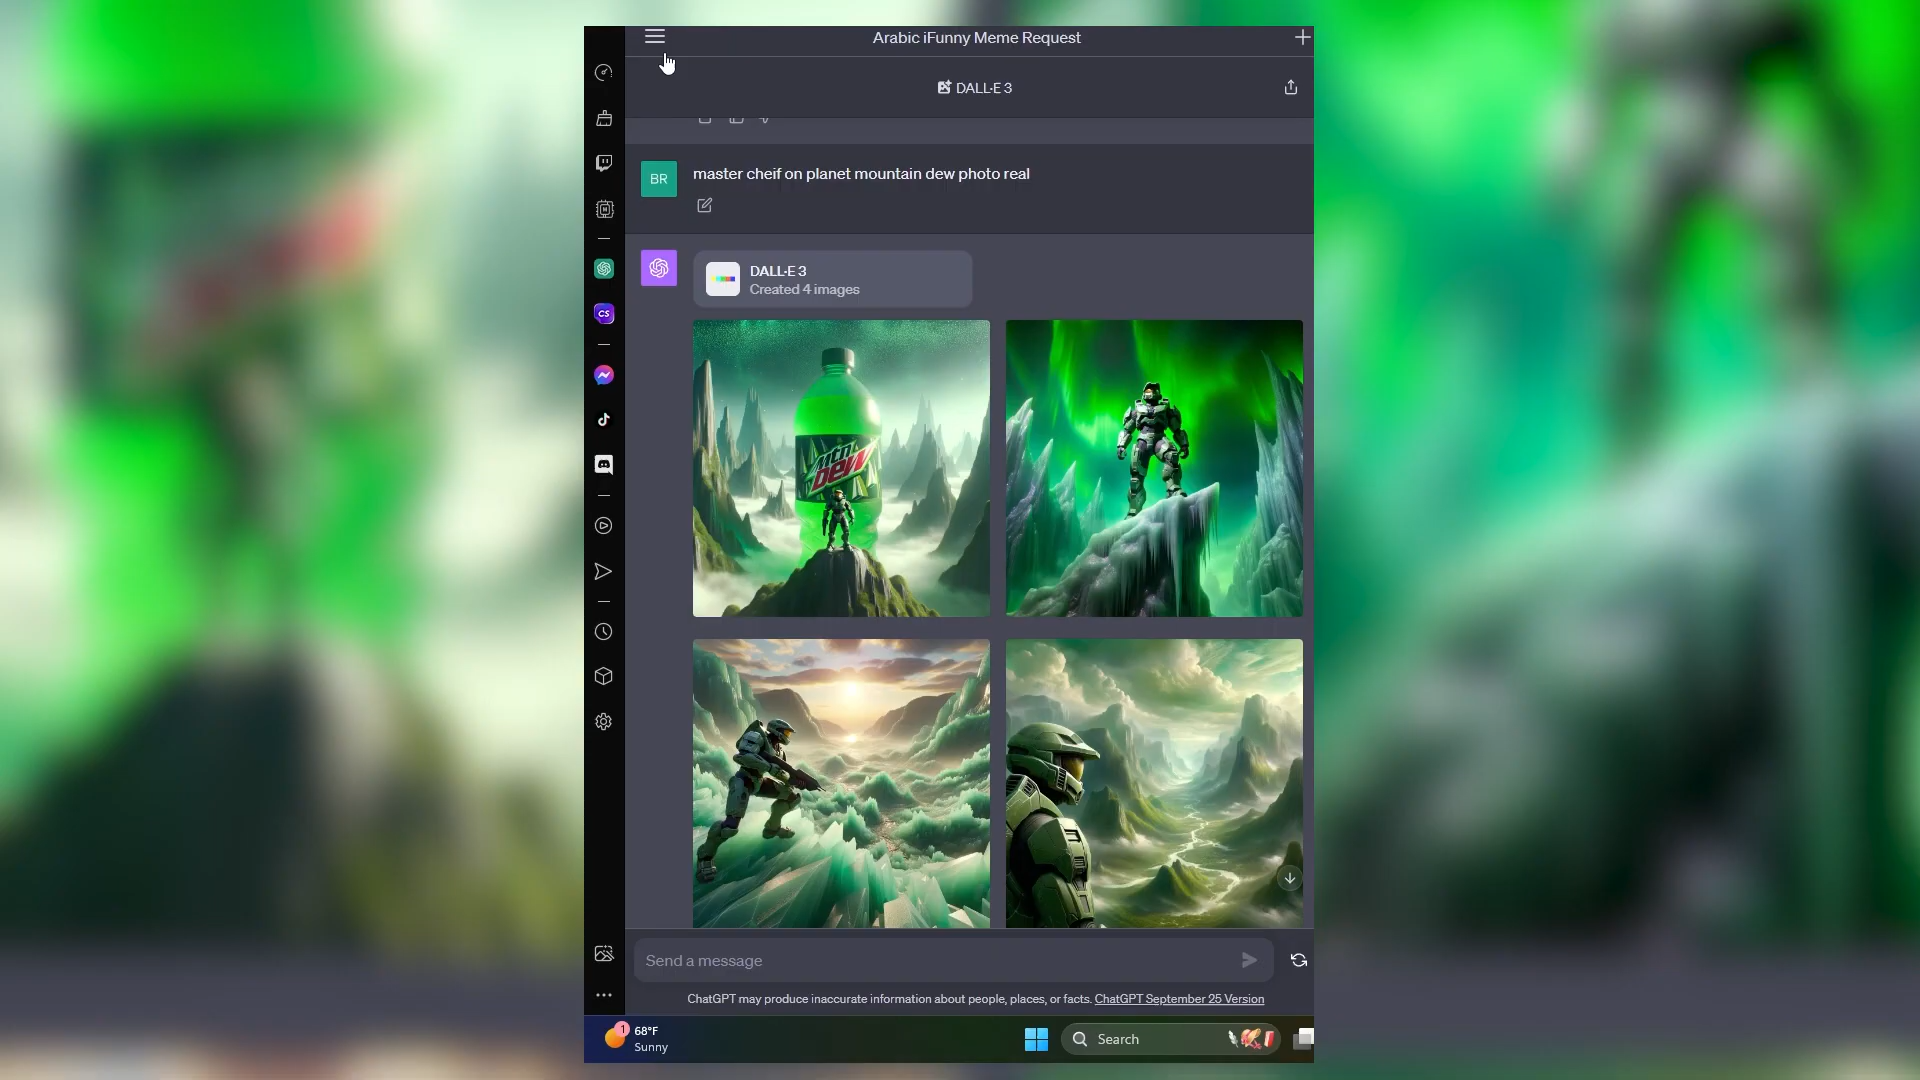 Arabic iFunny Meme Request
DALL·E 3
BR
master cheif on planet mountain dew photo real
DALL·E 3
Created 4 images
Mtn
DEW
CS
Send a message
ChatGPT may produce inaccurate information about people, places, or facts. ChatGPT September 25 Version
1
68°F
Sunny
Search